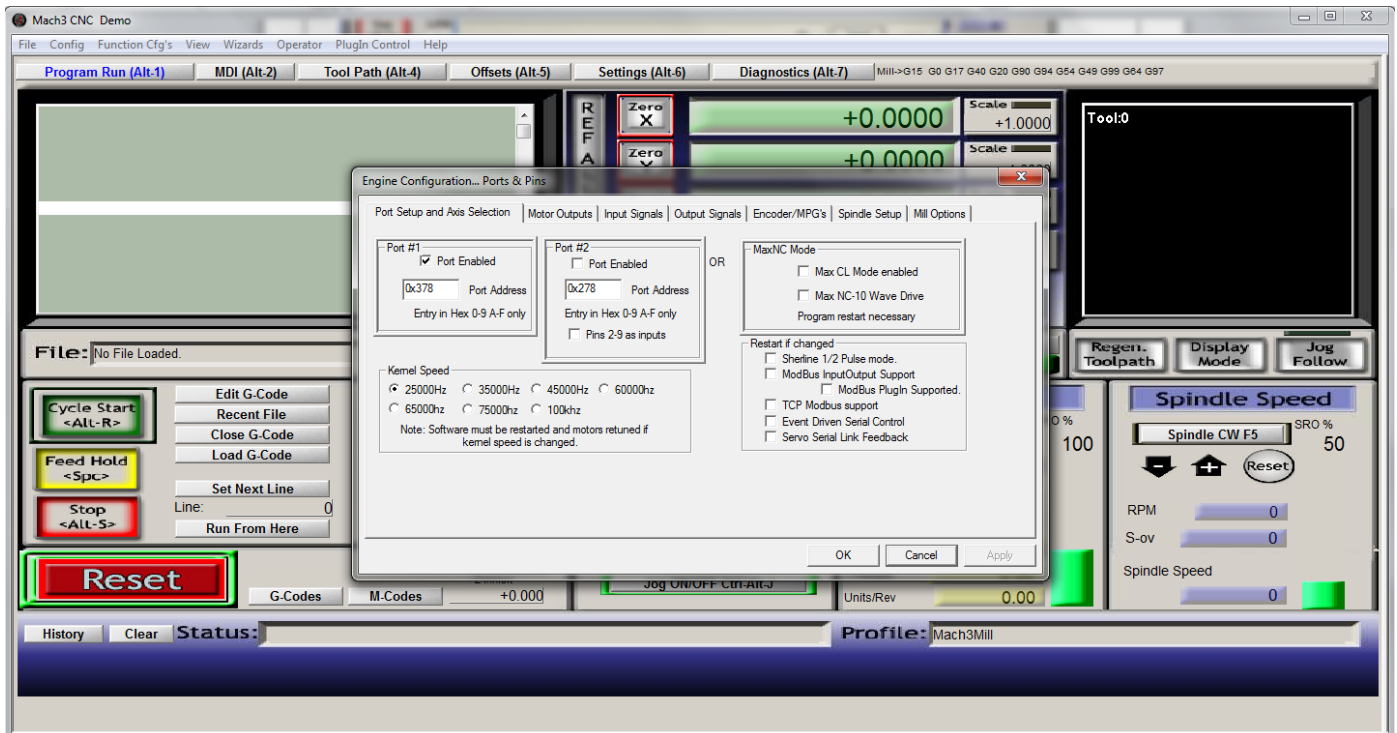 Mach3 CNC Demo
File Config Function Cfg's View Wizards Operator PlugIn Control Help
Program Run (Alt-1) MDI (Alt-2) Tool Path (Alt-4) Offsets (Alt-5) Settings (Alt-6) Diagnostics (Alt-7) Mill->G15 G0 G17 G40 G20 G90 G94 G54 G49 G99 G64 G97
REF A
Zero X +0.0000 Scale +1.0000
Zero +0.0000 Scale
Tool:0
Engine Configuration... Ports & Pins
Port Setup and Axis Selection Motor Outputs Input Signals Output Signals Encoder/MPG's Spindle Setup Mill Options
Port #1
Port Enabled
0x378 Port Address
Entry in Hex 0-9 A-F only
Port #2
Port Enabled
0x278 Port Address
Entry in Hex 0-9 A-F only
Pins 2-9 as inputs
OR
MaxNC Mode
Max CL Mode enabled
Max NC-10 Wave Drive
Program restart necessary
Restart if changed
Sherline 1/2 Pulse mode.
ModBus InputOutput Support
ModBus PlugIn Supported.
TCP Modbus support
Event Driven Serial Control
Servo Serial Link Feedback
Kernel Speed
25000Hz 35000Hz 45000Hz 60000hz
65000hz 75000hz 100khz
Note: Software must be restarted and motors retuned if
kernel speed is changed.
OK Cancel Apply
File: No File Loaded.
Regen. Toolpath Display Mode Jog Follow
Cycle Start
<Alt-R>
Feed Hold
<Spc>
Stop
<Alt-S>
Edit G-Code
Recent File
Close G-Code
Load G-Code
Set Next Line
Line: 0
Run From Here
100
Spindle Speed
Spindle CW F5 SRO % 50
Reset
RPM 0
S-ov 0
Spindle Speed
0
Reset
G-Codes M-Codes +0.000
Jog ON/OFF Ctrl-Alt-J
Units/Rev 0.00
History Clear Status:
Profile: Mach3Mill